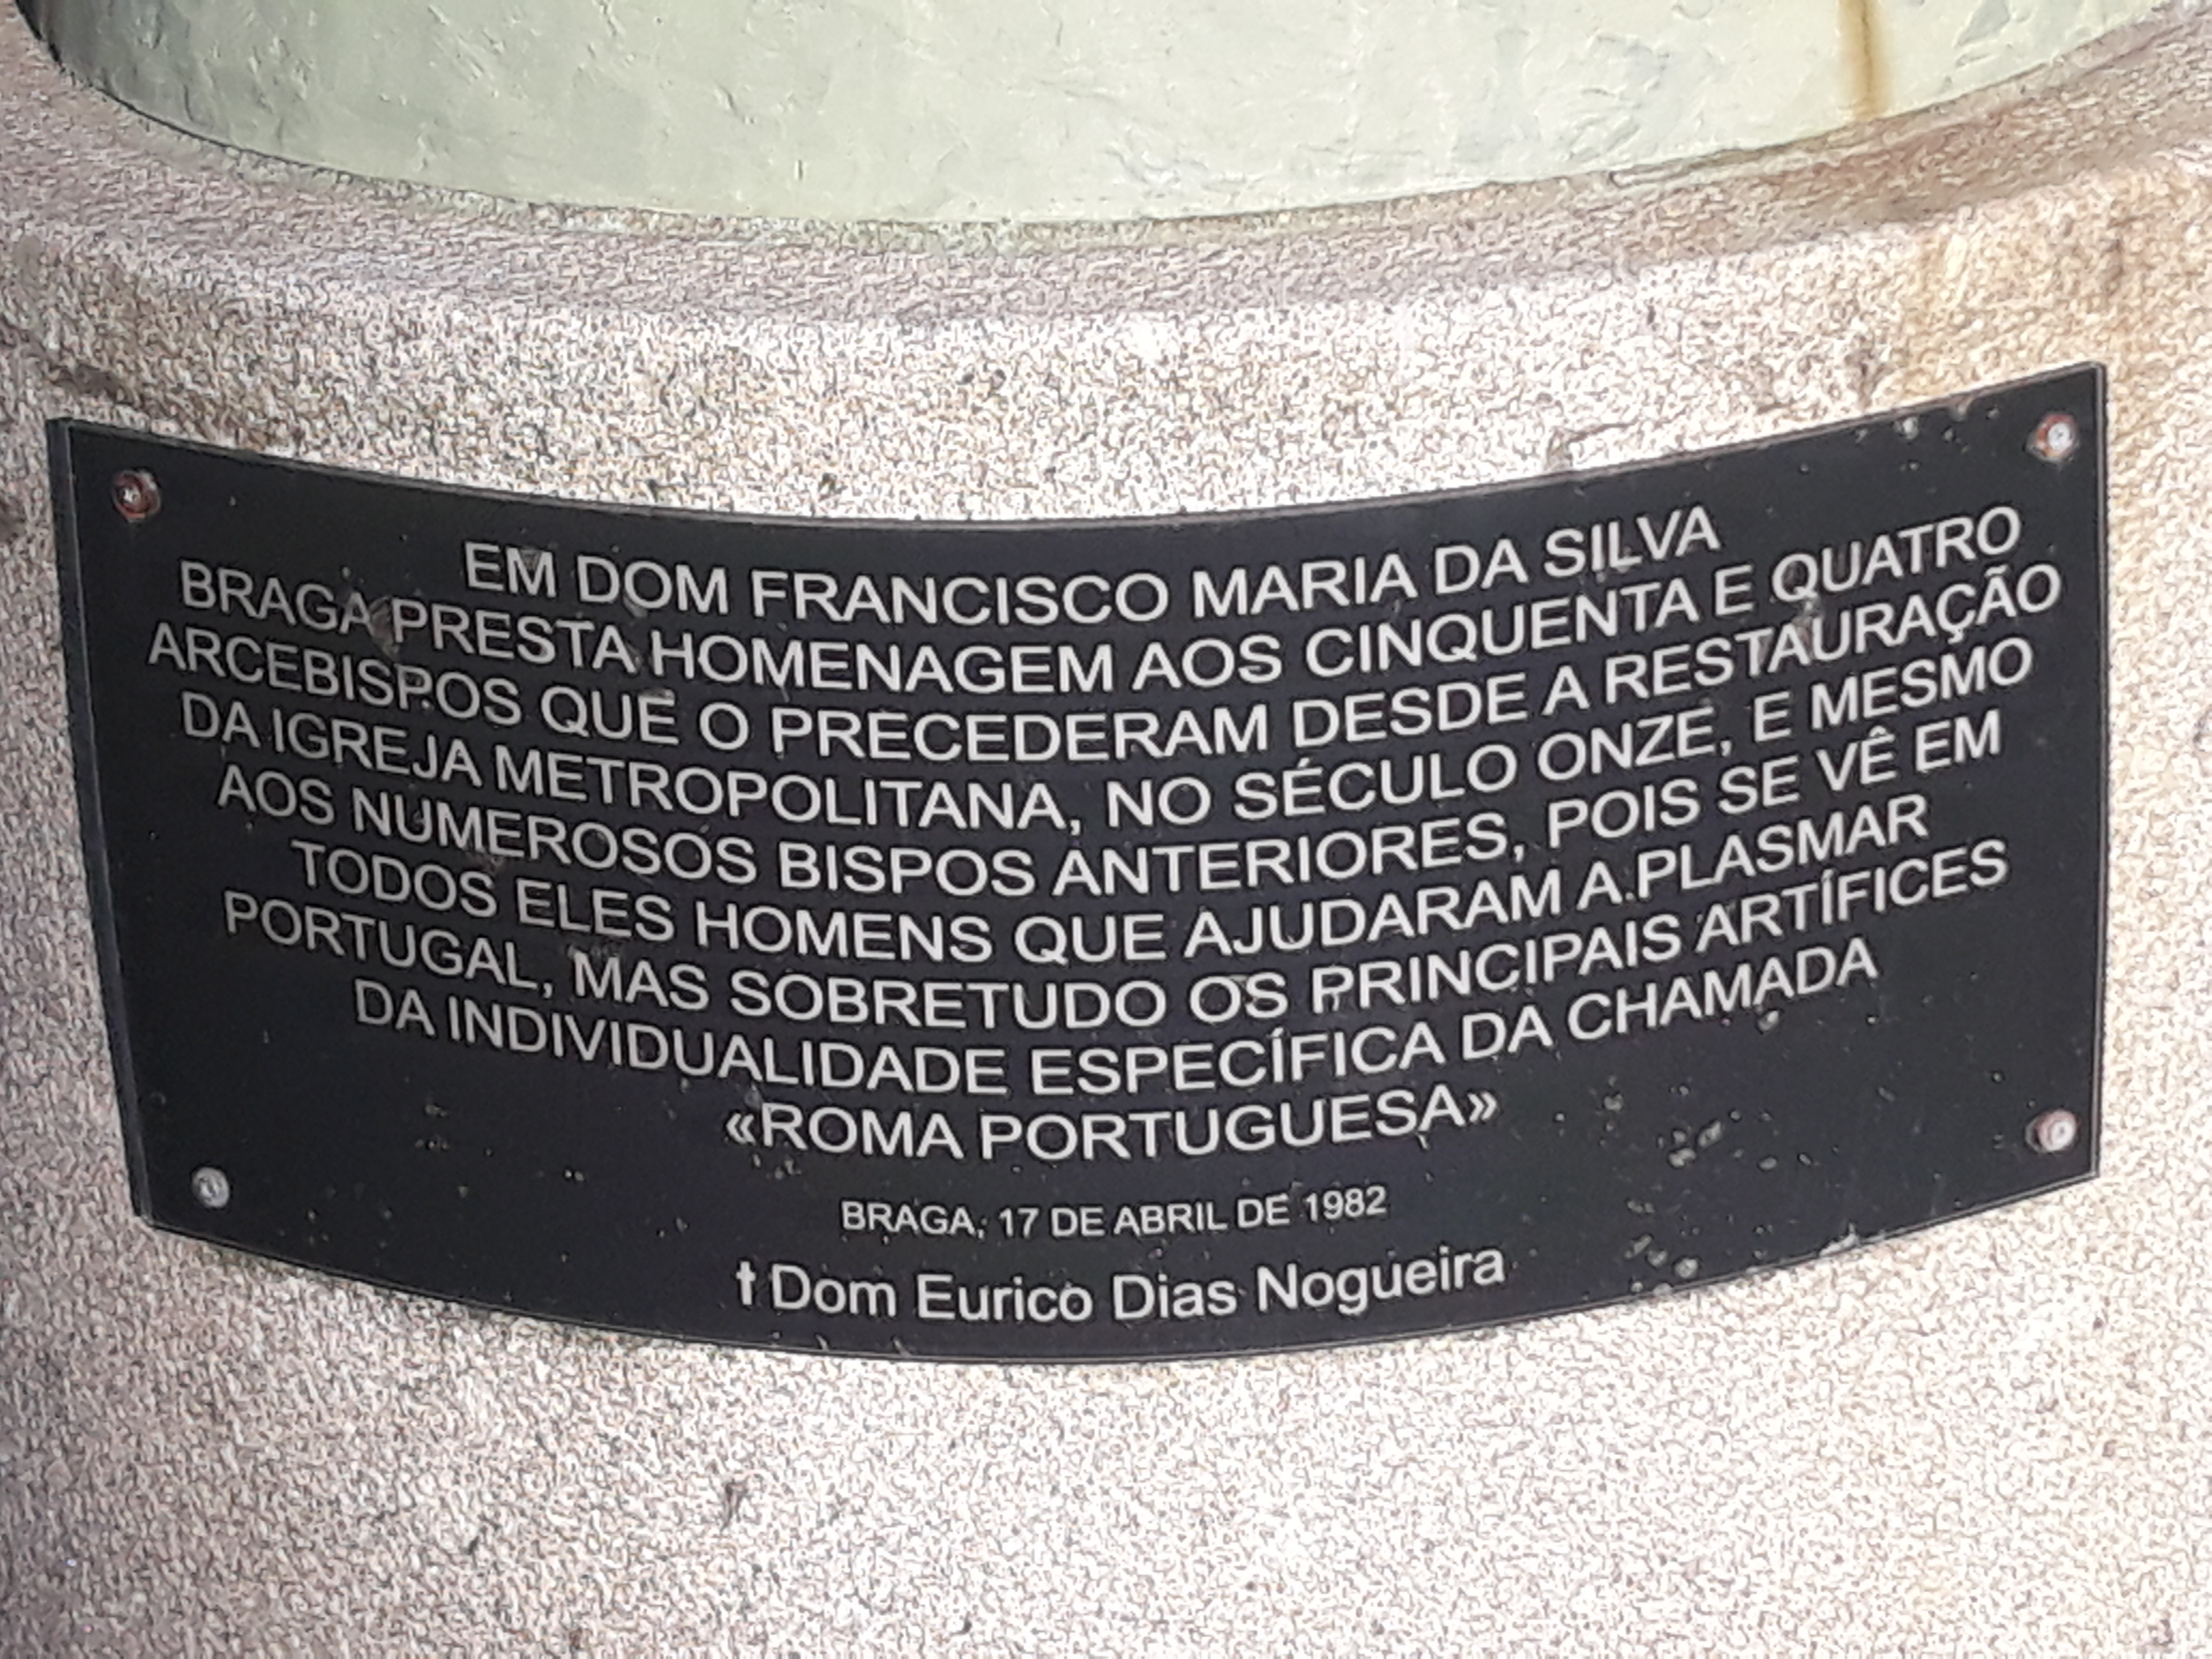 EM DOM FRANCISCO MARIA DA SILVA
BRAGA PRESTA HOMENAGEM AOS CINQUENTA E QUATRO
ARCEBISPOS QUE O PRECEDERAM DESDE A RESTAURAÇÃO
DA IGREJA METROPOLITANA, NO SÉCULO ONZE, E MESMO
AOS NUMEROSOS BISPOS ANTERIORES, POIS SE VÊ EM
TODOS ELES HOMENS QUE AJUDARAM A PLASMAR
PORTUGAL, MAS SOBRETUDO OS PRINCIPAIS ARTÍFICES
DA INDIVIDUALIDADE ESPECÍFICA DA CHAMADA
«ROMA PORTUGUESA»
BRAGA, 17 DE ABRIL DE 1982
† Dom Eurico Dias Nogueira